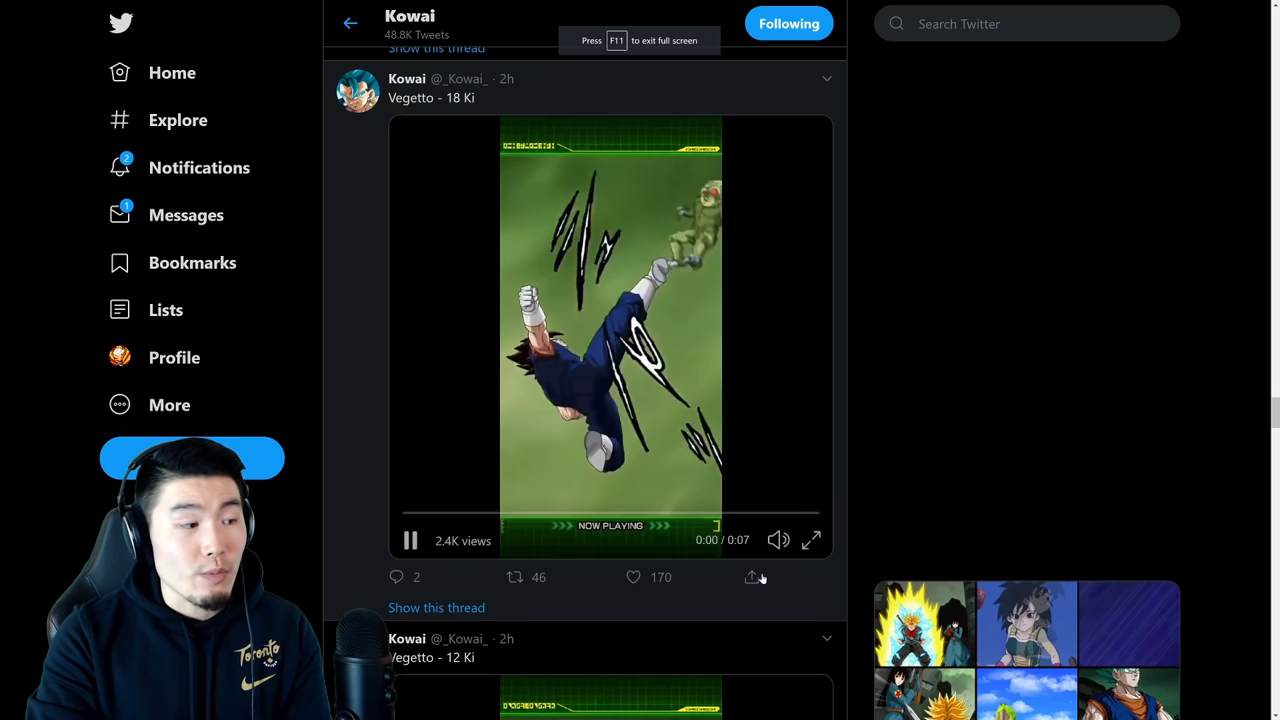 Home
Explore
2
Notifications
1
Messages
Bookmarks
Lists
Profile
More
Kowai
48.8K Tweets
Following
Press F11 to exit full screen
Show this thread
Kowai @_Kowai_ · 2h
Vegetto - 18 Ki
>>> NOW PLAYING >>>
2.4K views
0:00 / 0:07
2
46
170
Show this thread
Kowai @_Kowai_ · 2h
Vegetto - 12 Ki
Search Twitter
Toronto